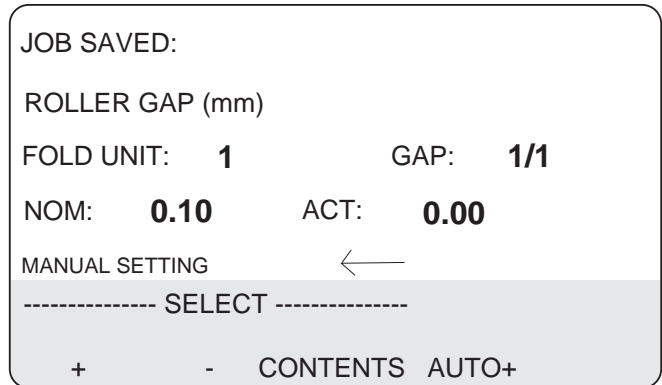 JOB SAVED:
ROLLER GAP (mm)
FOLD UNIT: 1 GAP: 1/1
NOM: 0.10 ACT: 0.00
MANUAL SETTING
-------------- SELECT --------------
+ - CONTENTS AUTO+